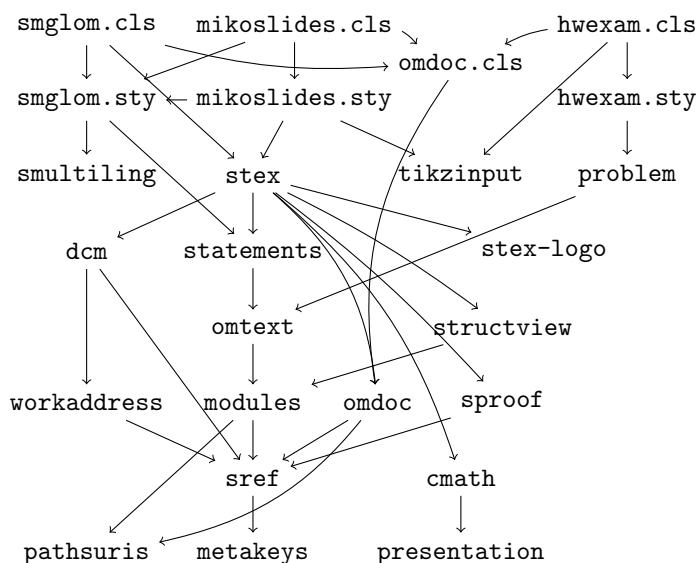 smglom.cls mikoslides.cls hwexam.cls
omdoc.cls
smglom.sty mikoslides.sty hwexam.sty
smultiling stex tikzinput problem
dcm statements stex-logo
omtext structview
workaddress modules omdoc sproof
sref cmath
pathsuris metakeys presentation